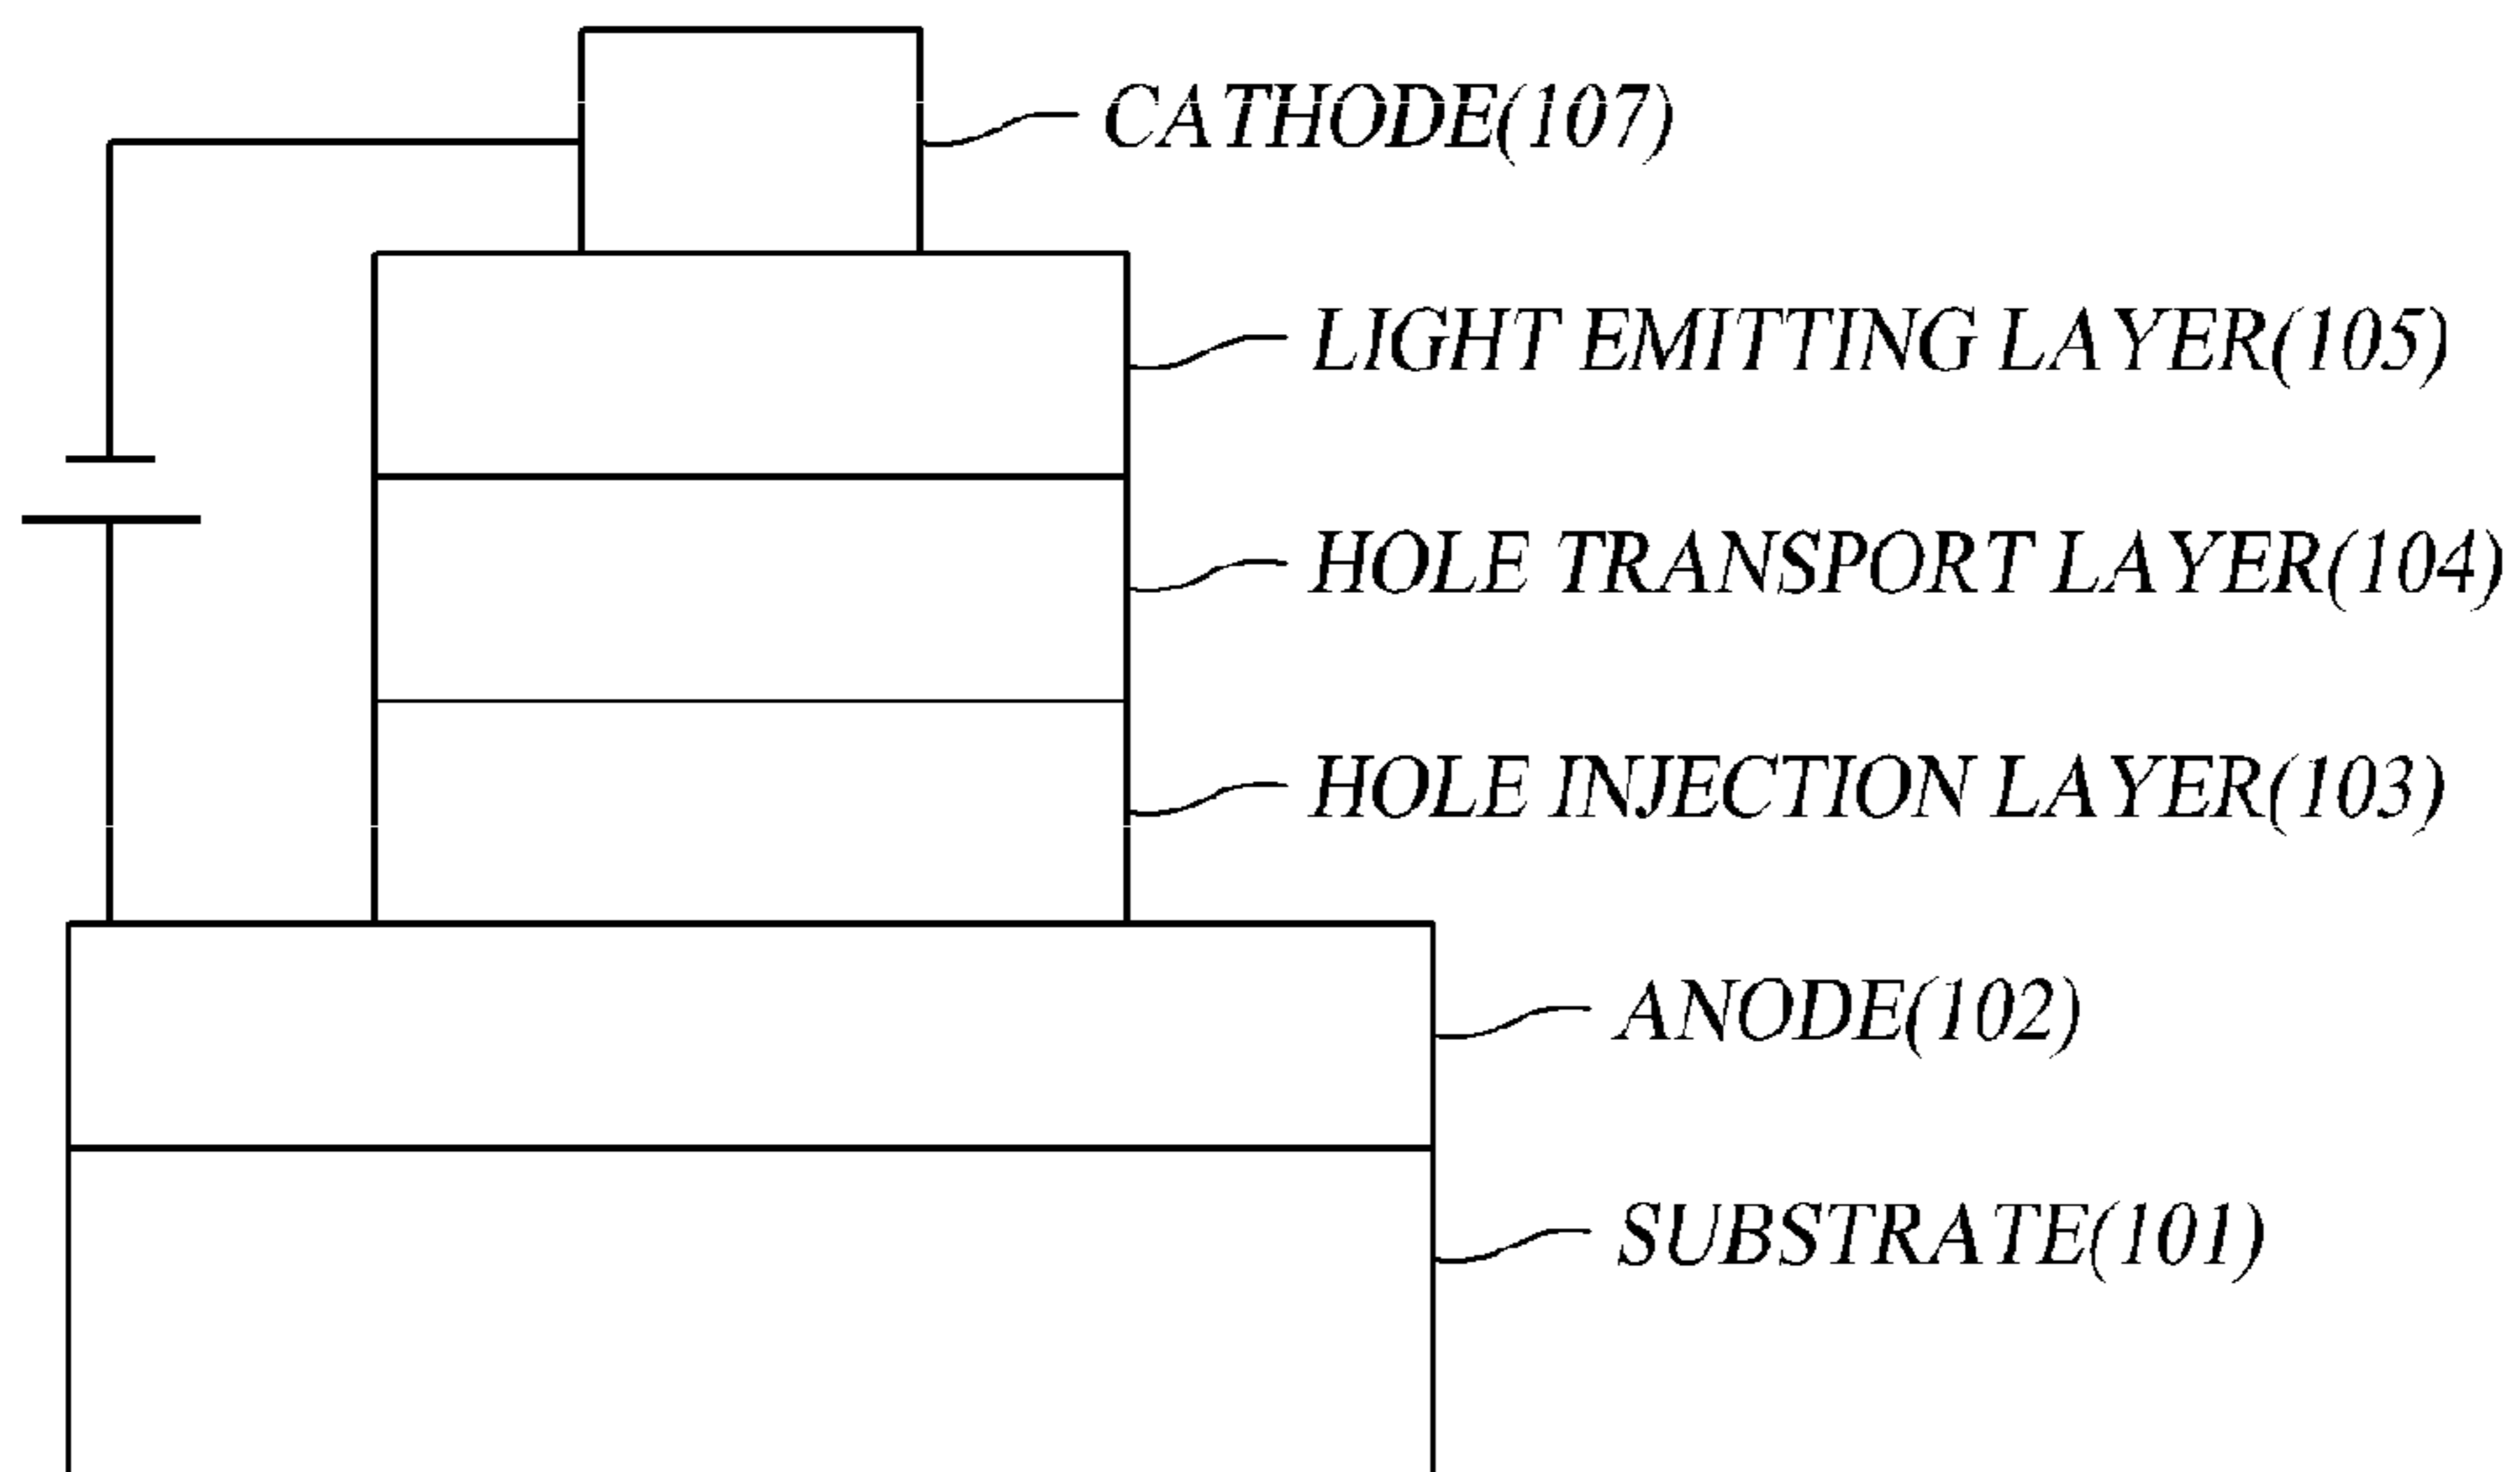 CATHODE(107)
LIGHT EMITTING LAYER(105)
HOLE TRANSPORT LAYER(104)
HOLE INJECTION LAYER(103)
ANODE(102)
SUBSTRATE(101)